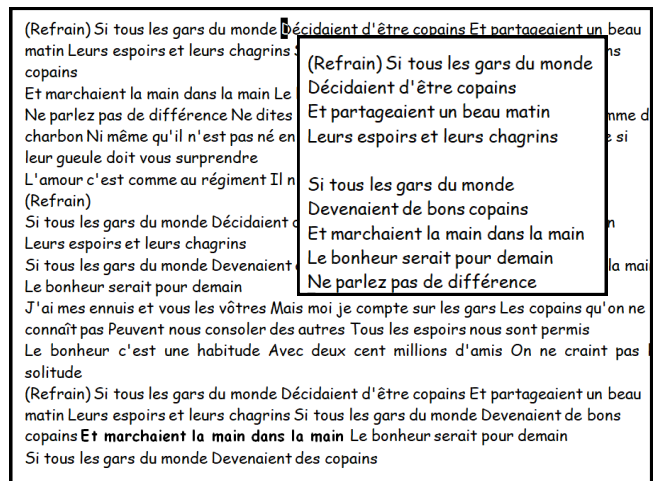 (Refrain) Si tous les gars du monde Décidaient d'être copains Et partageaient un beau
matin Leurs espoirs et leurs chagrins
copains
Et marchaient la main dans la main Le
Ne parlez pas de différence Ne dites
charbon Ni même qu'il n'est pas né en
si
leur gueule doit vous surprendre
L'amour c'est comme au régiment Il
(Refrain)
Si tous les gars du monde Décidaient
Leurs espoirs et leurs chagrins
Si tous les gars du monde Devenaient
la
Le bonheur serait pour demain
J'ai mes ennuis et vous les vôtres Mais moi je compte sur les gars Les copains qu'on ne
connaît pas Peuvent nous consoler des autres Tous les espoirs nous sont permis
Le bonheur c'est une habitude Avec deux cent millions d'amis On ne craint pas
solitude
(Refrain) Si tous les gars du monde Décidaient d'être copains Et partageaient un beau
matin Leurs espoirs et leurs chagrins Si tous les gars du monde Devenaient de bons
copains Et marchaient la main dans la main Le bonheur serait pour demain
Si tous les gars du monde Devenaient des copains
(Refrain) Si tous les gars du monde
Décidaient d'être copains
Et partageaient un beau matin
Leurs espoirs et leurs chagrins
Si tous les gars du monde
Devenaient de bons copains
Et marchaient la main dans la main
Le bonheur serait pour demain
Ne parlez pas de différence